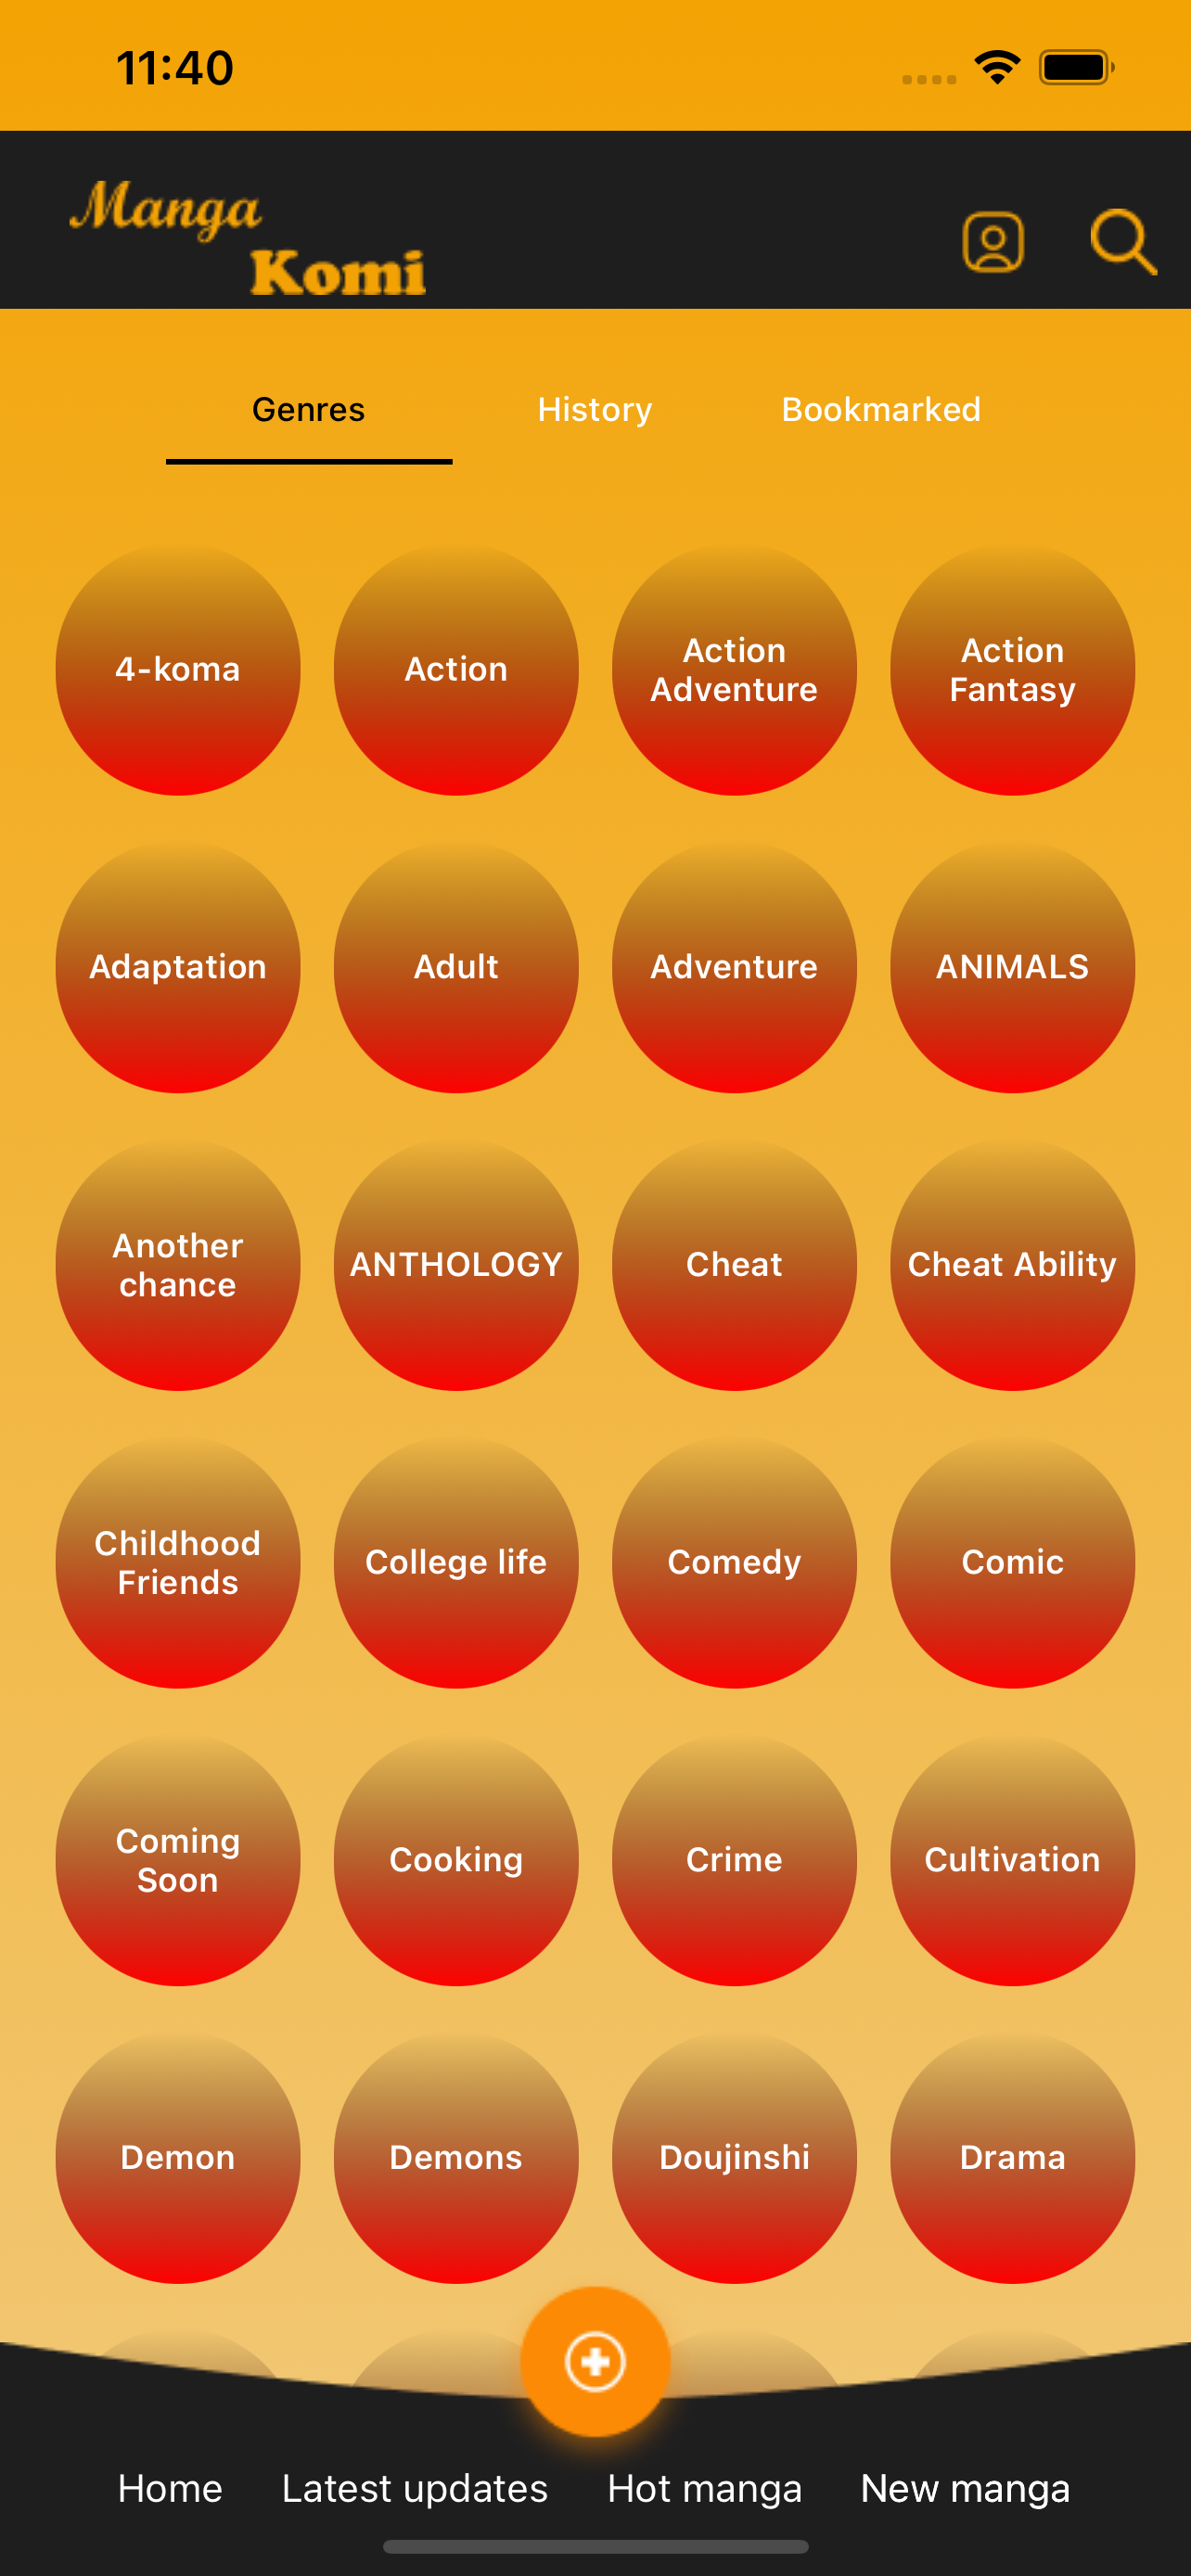 11:40
Manga
Komi
Genres
History
Bookmarked
4-koma
Action
Action
Adventure
Action
Fantasy
Adaptation
Adult
Adventure
ANIMALS
Another
chance
ANTHOLOGY
Cheat
Cheat Ability
Childhood
Friends
College life
Comedy
Comic
Coming
Soon
Cooking
Crime
Cultivation
Demon
Demons
Doujinshi
Drama
Home
Latest updates
Hot manga
New manga